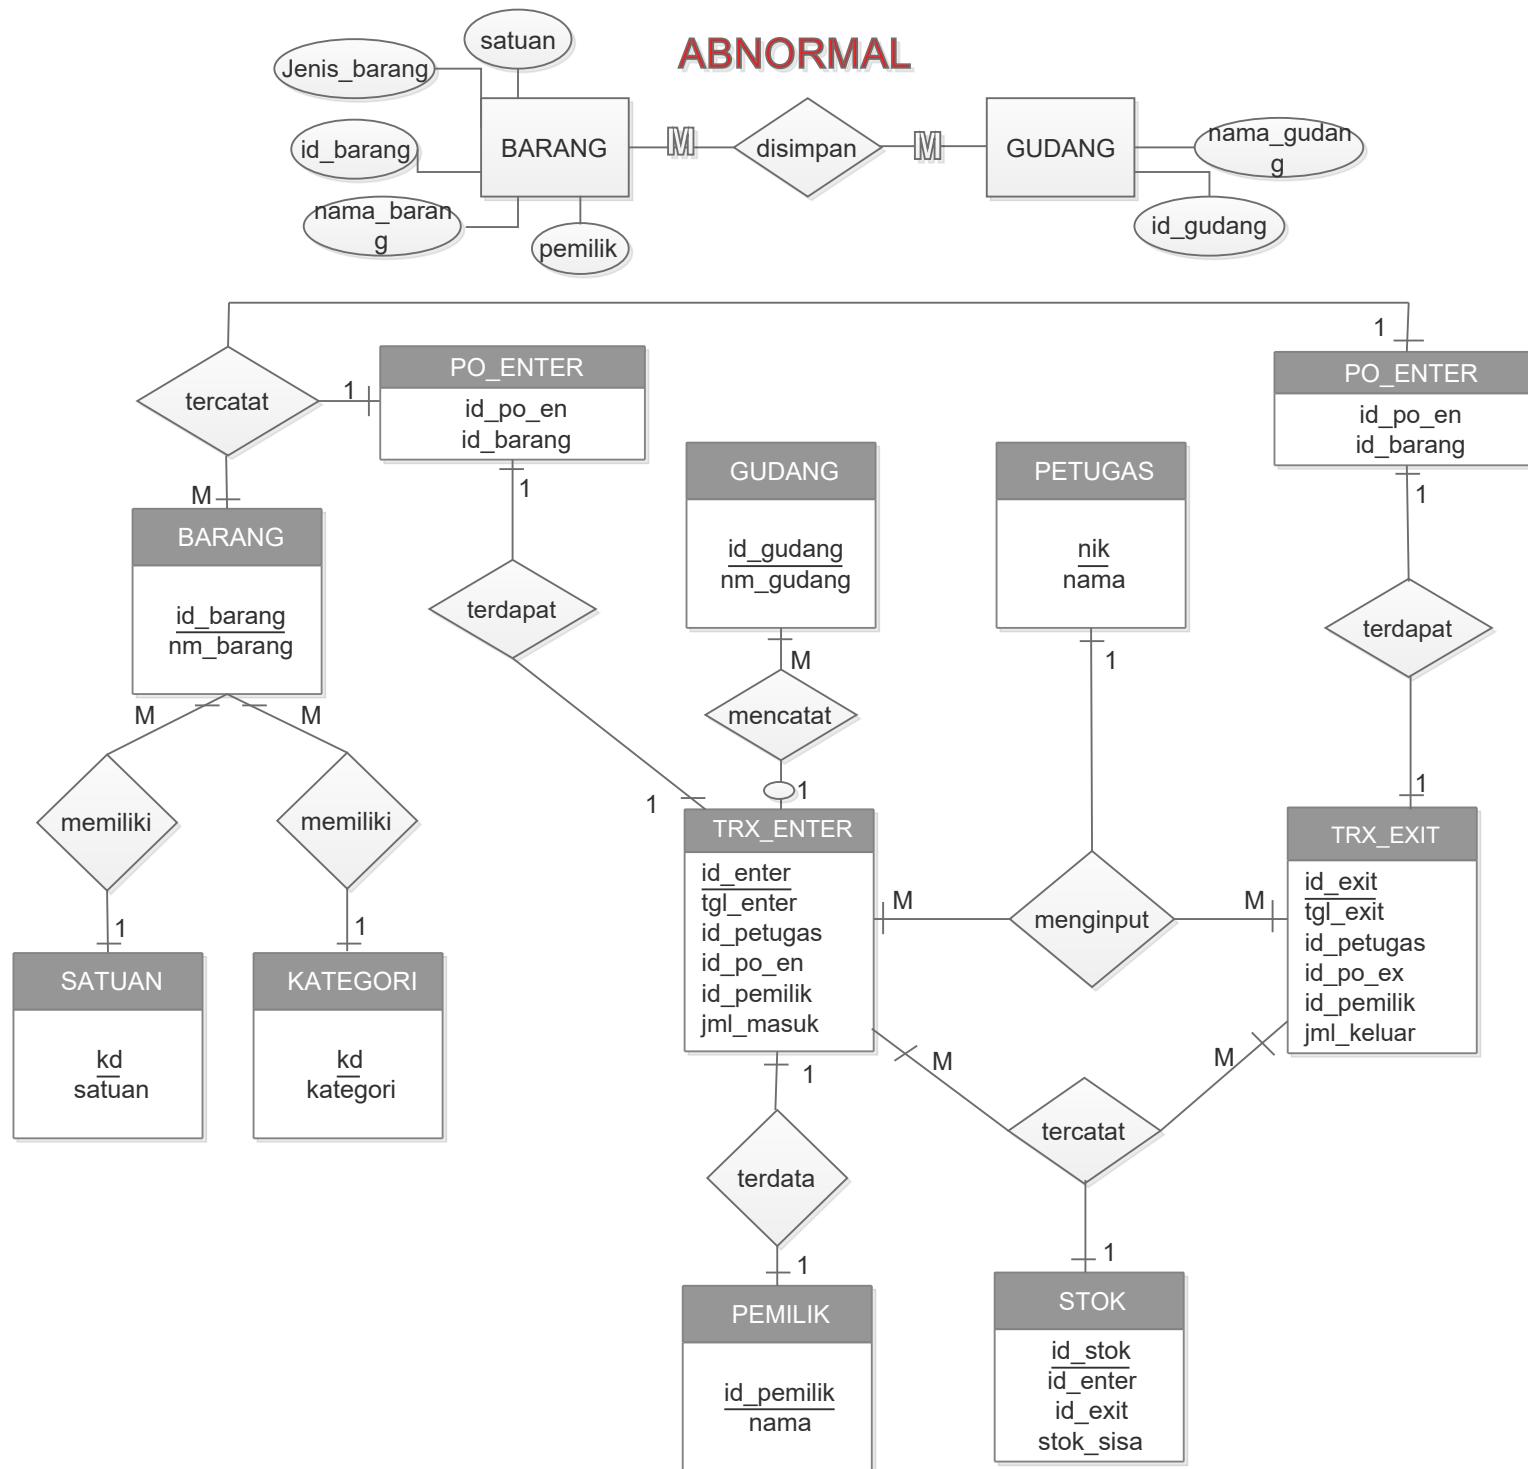 ABNORMAL
satuan
Jenis_barang
id_barang
nama_baran
g
pemilik
BARANG
M
disimpan
M
GUDANG
nama_gudan
g
id_gudang
tercatat
1
M
PO_ENTER
id_po_en
id_barang
1
1
PO_ENTER
id_po_en
id_barang
1
BARANG
id_barang
nm_barang
M
M
memiliki
memiliki
1
1
SATUAN
kd
satuan
KATEGORI
kd
kategori
terdapat
1
GUDANG
id_gudang
nm_gudang
M
mencatat
1
PETUGAS
nik
nama
1
terdapat
1
TRX_ENTER
id_enter
tgl_enter
id_petugas
id_po_en
id_pemilik
jml_masuk
M
menginput
M
TRX_EXIT
id_exit
tgl_exit
id_petugas
id_po_ex
id_pemilik
jml_keluar
M
M
tercatat
1
1
terdata
1
PEMILIK
id_pemilik
nama
STOK
id_stok
id_enter
id_exit
stok_sisa